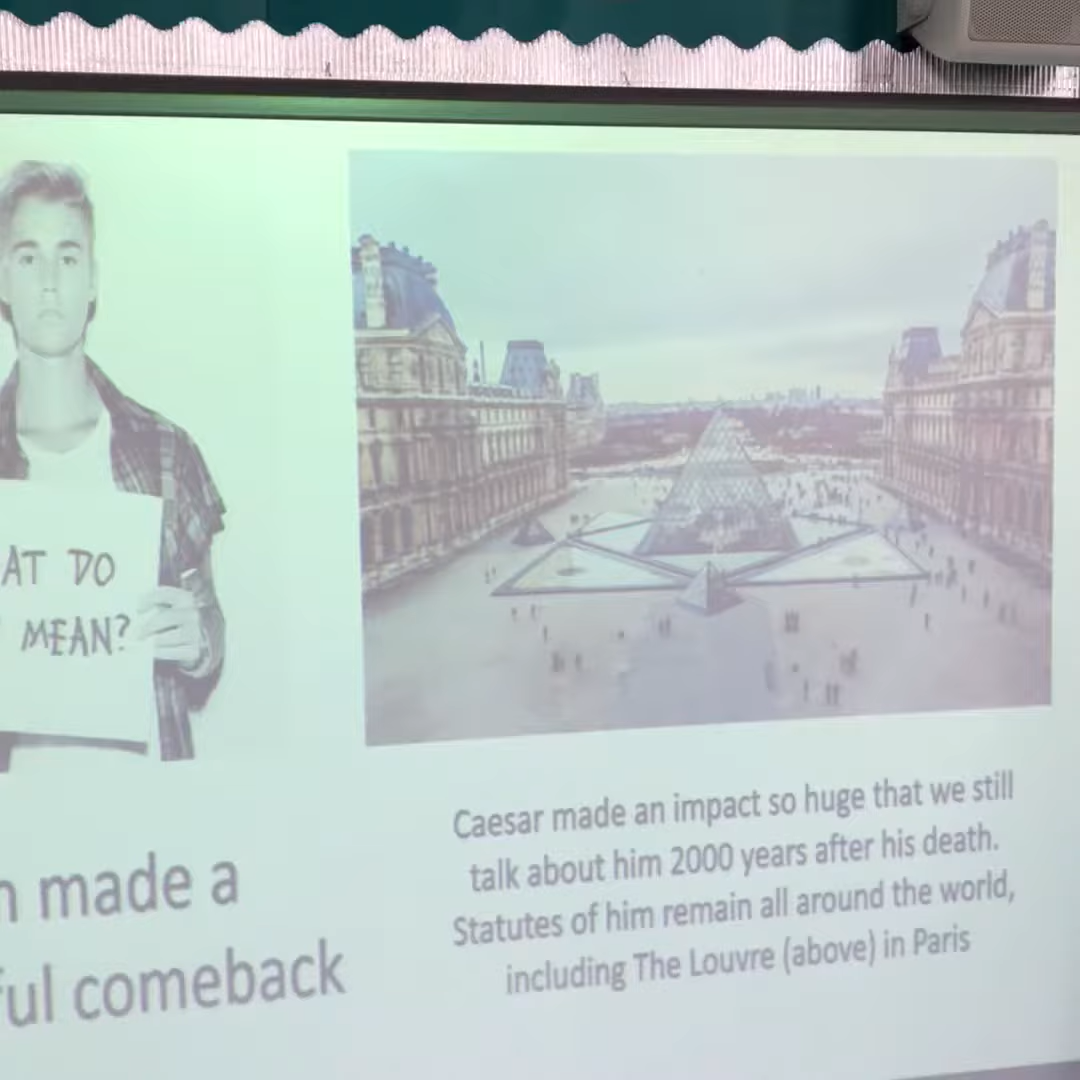 AT DO
MEAN?
made a
ful comeback
Caesar made an impact so huge that we still
talk about him 2000 years after his death.
Statutes of him remain all around the world,
including The Louvre (above) in Paris